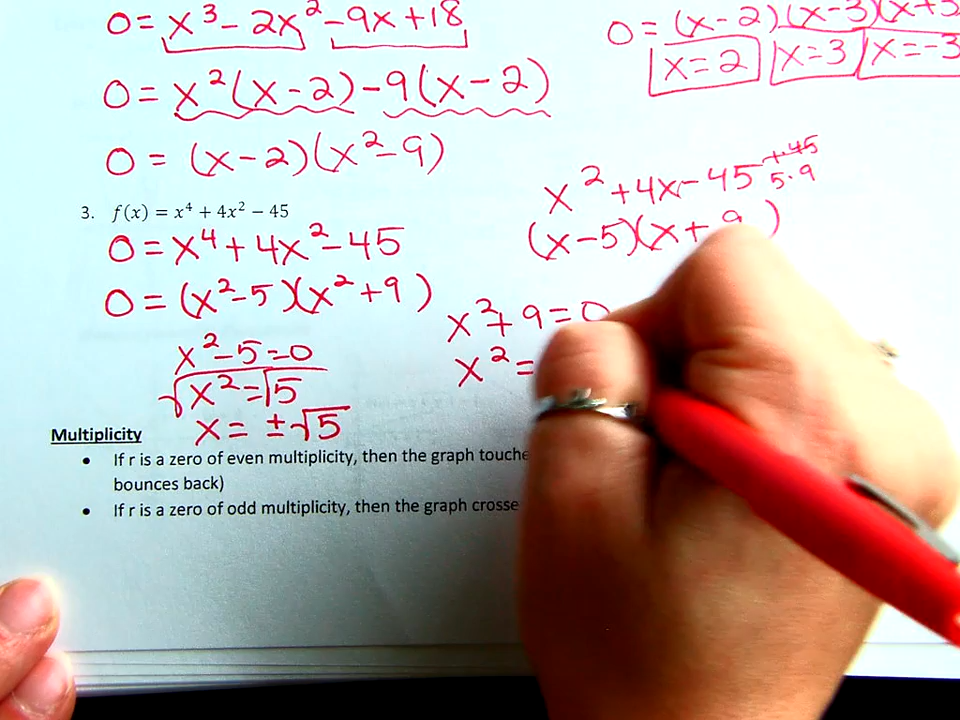 0 = x³ - 2x² - 9x + 18
0 = x²(x - 2) - 9(x - 2)
0 = (x - 2)(x² - 9)
0 = (x-2)(x-3)(x+3
x = 2 x = 3 x = -3
3. f(x) = x⁴ + 4x² − 45
0 = x⁴ + 4x² - 45
0 = (x² - 5)(x² + 9)
x² - 5 = 0
√x² = √5
x = ± √5
x² + 4x - 45
5·9
(x - 5)(x + 9)
x² + 9 = 0
x² =
Multiplicity
• If r is a zero of even multiplicity, then the graph touche
bounces back)
• If r is a zero of odd multiplicity, then the graph crosse